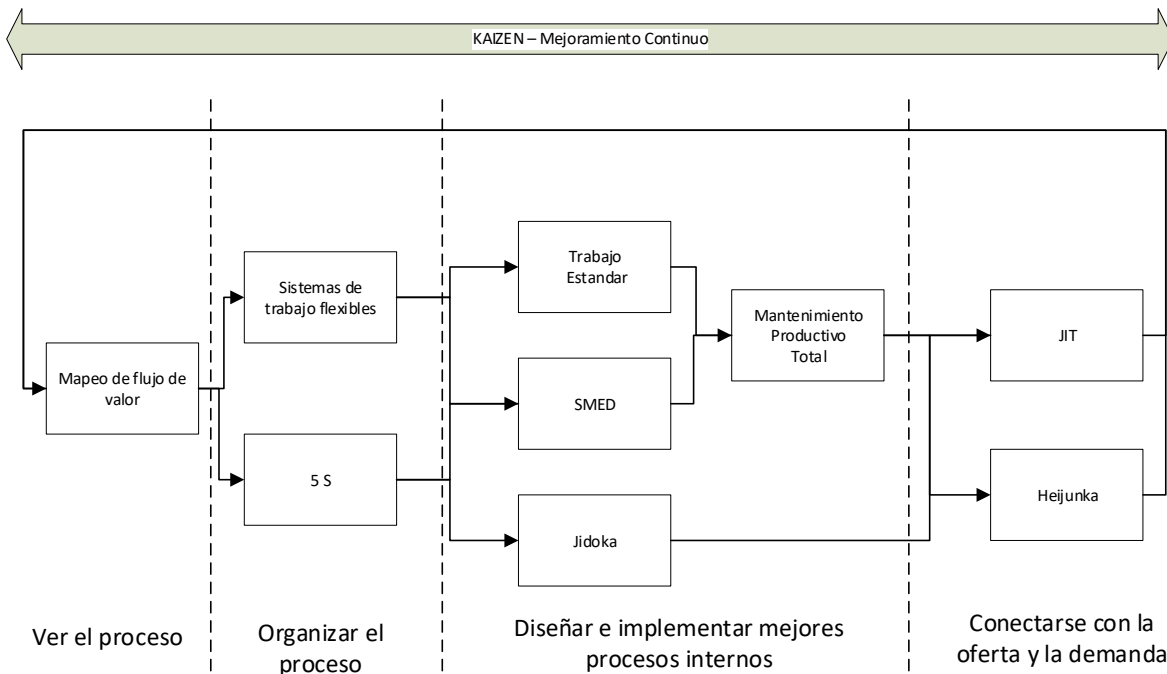 KAIZEN – Mejoramiento Continuo
Mapeo de flujo de
valor
Sistemas de
trabajo flexibles
5 S
Trabajo
Estandar
SMED
Jidoka
Mantenimiento
Productivo
Total
JIT
Heijunka
Ver el proceso
Organizar el
proceso
Diseñar e implementar mejores
procesos internos
Conectarse con la
oferta y la demanda